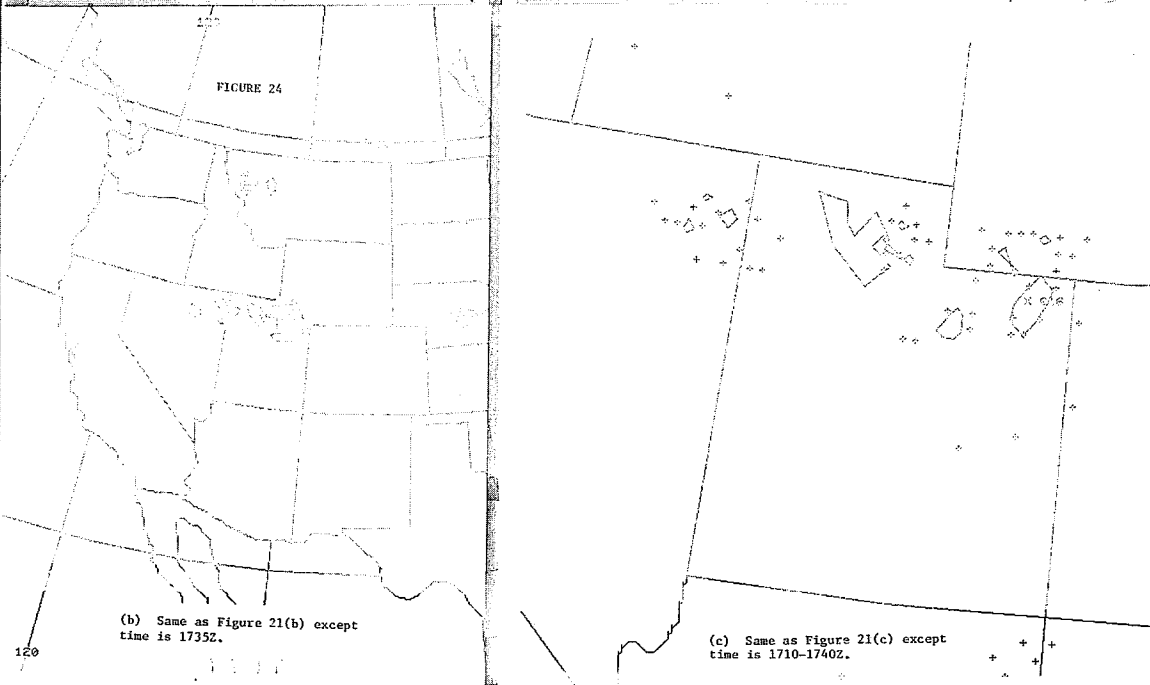 FIGURE 24
(b) Same as Figure 21(b) except
time is 1735Z.
120
(c) Same as Figure 21(c) except
time is 1710-1740Z.